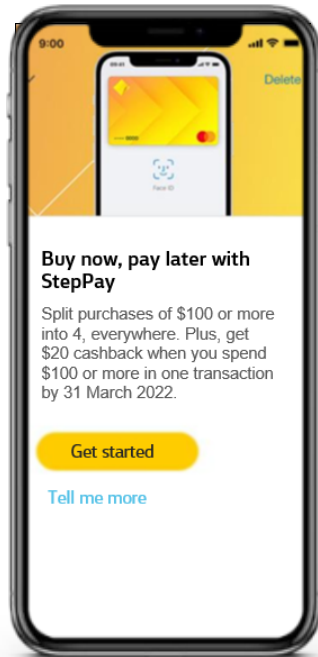 9:00
Delete
Face ID
Buy now, pay later with
StepPay
Split purchases of $100 or more
into 4, everywhere. Plus, get
$20 cashback when you spend
$100 or more in one transaction
by 31 March 2022.
Get started
Tell me more